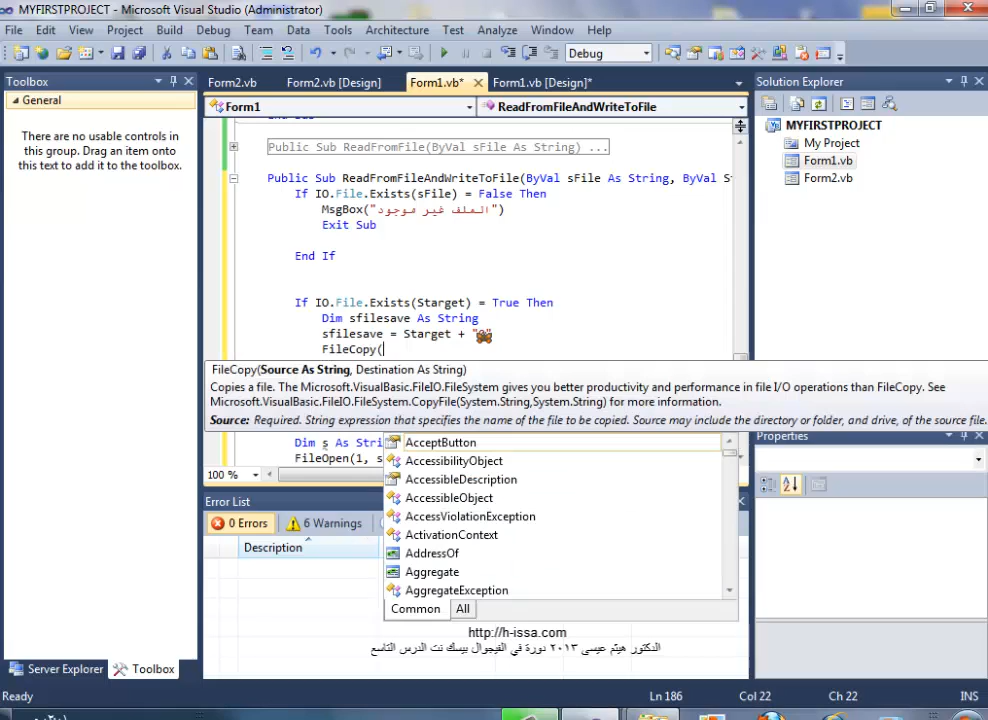 MYFIRSTPROJECT - Microsoft Visual Studio (Administrator)
File Edit View Project Build Debug Team Data Tools Architecture Test Analyze Window Help
Debug
Toolbox
General
There are no usable controls in
this group. Drag an item onto
this text to add it to the toolbox.
Server Explorer Toolbox
Form2.vb Form2.vb [Design] Form1.vb* Form1.vb [Design]*
Form1 ReadFromFileAndWriteToFile
End Sub
Public Sub ReadFromFile(ByVal sFile As String) ...
Public Sub ReadFromFileAndWriteToFile(ByVal sFile As String, ByVal S
If IO.File.Exists(sFile) = False Then
MsgBox("الملف غير موجود")
Exit Sub
End If
If IO.File.Exists(Starget) = True Then
Dim sfilesave As String
sfilesave = Starget + "
FileCopy(
FileCopy(Source As String, Destination As String)
Copies a file. The Microsoft.VisualBasic.FileIO.FileSystem gives you better productivity and performance in file I/O operations than FileCopy. See
Microsoft.VisualBasic.FileIO.FileSystem.CopyFile(System.String,System.String) for more information.
Source: Required. String expression that specifies the name of the file to be copied. Source may include the directory or folder, and drive, of the source file.
Dim s As Stri
FileOpen(1, s
100 %
AcceptButton
AccessibilityObject
AccessibleDescription
AccessibleObject
AccessViolationException
ActivationContext
AddressOf
Aggregate
AggregateException
Common All
Error List
0 Errors 6 Warnings
Description
http://h-issa.com
الدكتور هيثم عيسى ٢٠١٣ دورة في الفيجوال بيسك نت الدرس التاسع
Solution Explorer
MYFIRSTPROJECT
My Project
Form1.vb
Form2.vb
Properties
Ready Ln 186 Col 22 Ch 22 INS